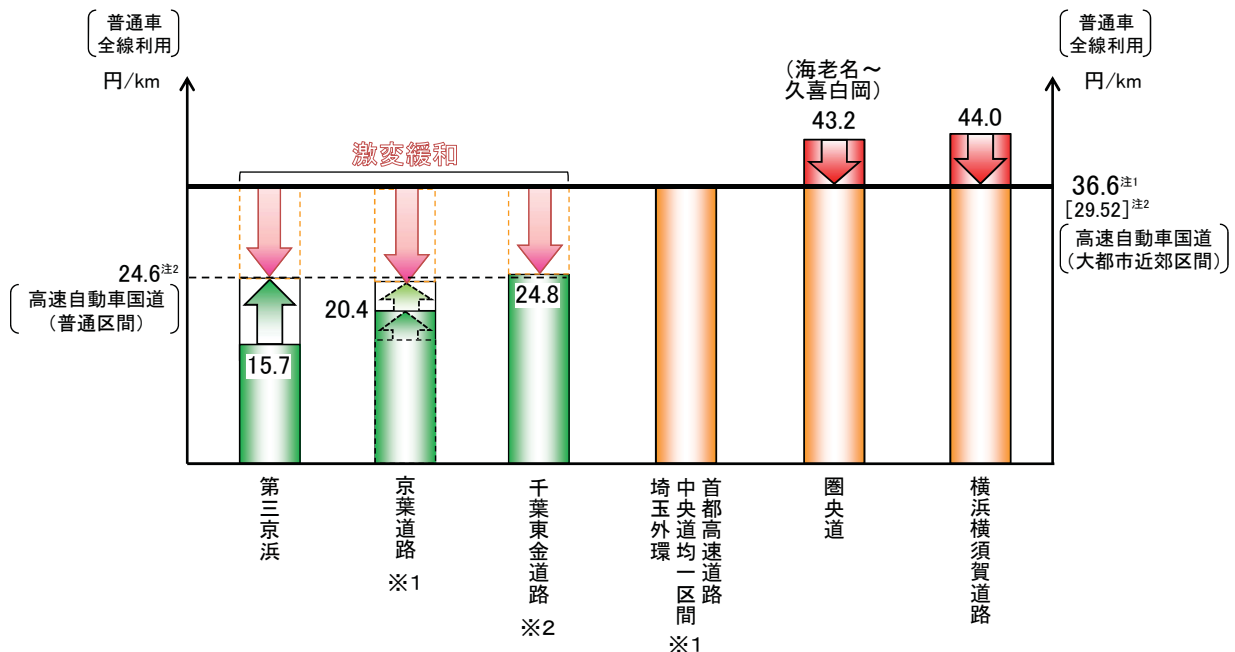 普通車
全線利用
円/km
普通車
全線利用
円/km
(海老名～
久喜白岡)
43.2
44.0
激変緩和
36.6注1
[29.52]注2
高速自動車国道
(大都市近郊区間)
24.6注2
高速自動車国道
(普通区間)
15.7
20.4
24.8
第三京浜
京葉道路
※1
千葉東金道路
※2
首都高速道路
中央道均一区間
※1
埼玉外環
圏央道
横浜横須賀道路